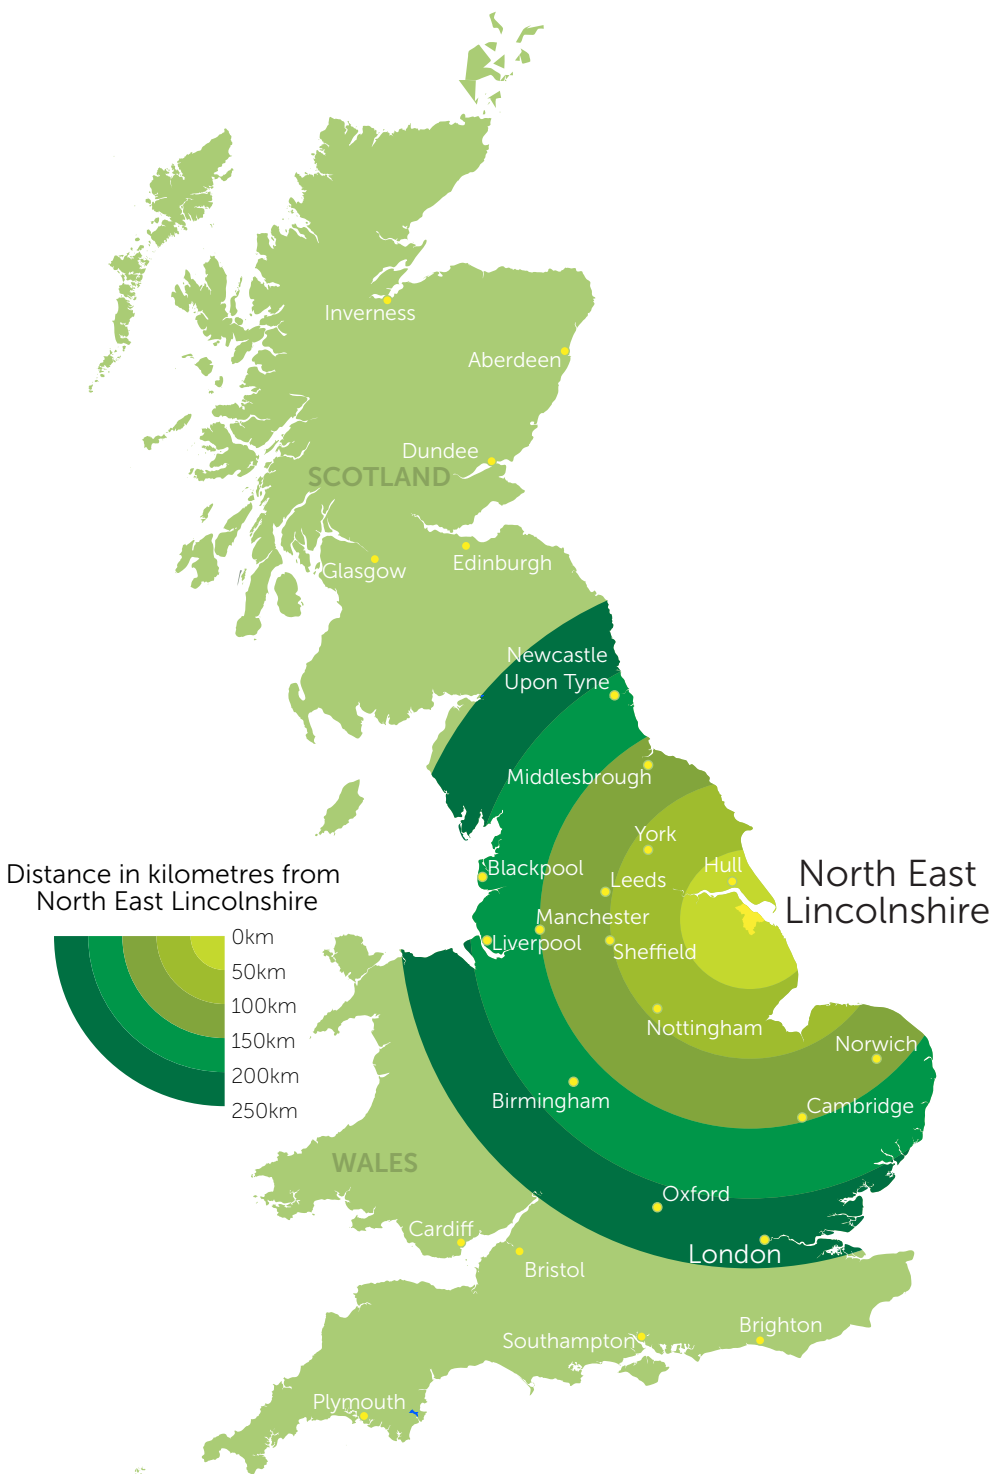 Inverness
Aberdeen
Dundee
SCOTLAND
Edinburgh
Glasgow
Newcastle
Upon Tyne
Middlesbrough
York
Hull
Blackpool
Leeds
Manchester
Liverpool
Sheffield
North East
Lincolnshire
Distance in kilometres from
North East Lincolnshire
0km
50km
100km
150km
200km
250km
Nottingham
Norwich
Birmingham
Cambridge
WALES
Oxford
Cardiff
London
Bristol
Southampton
Brighton
Plymouth